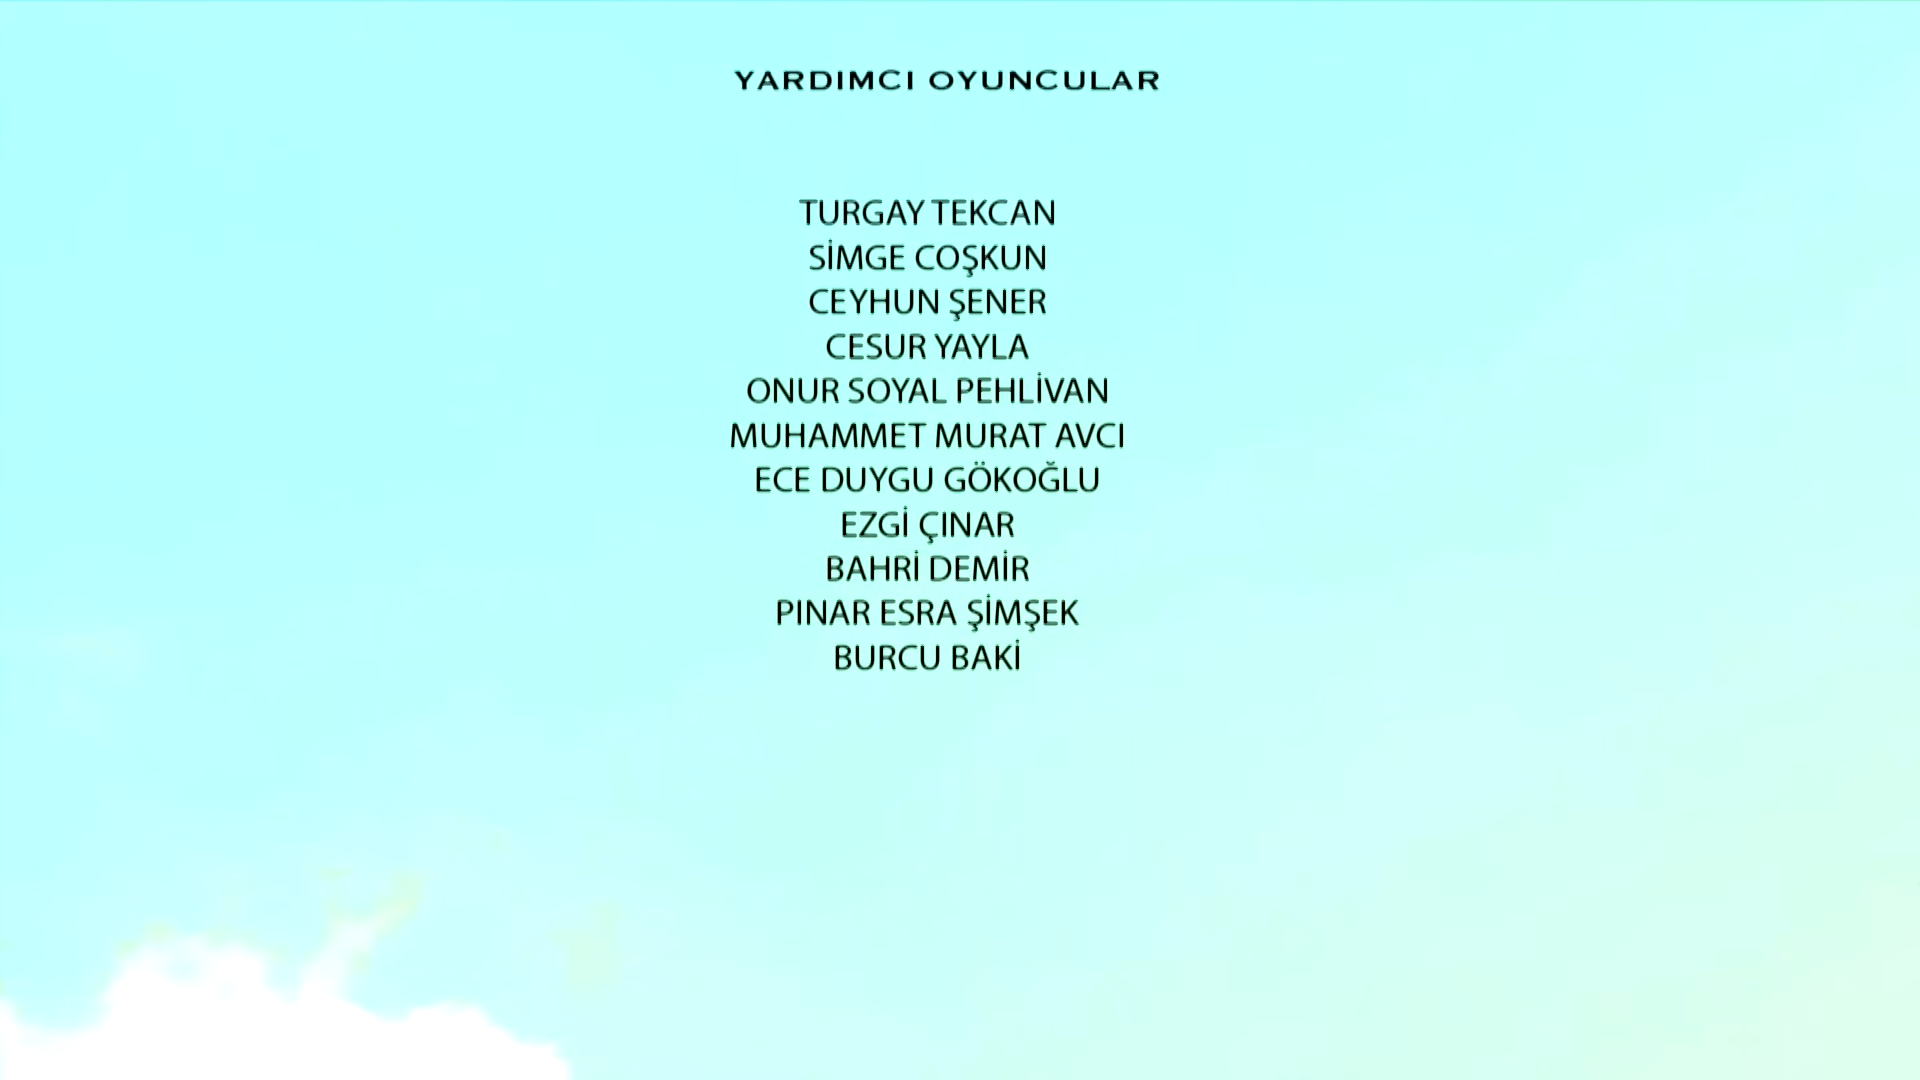 YARDIMCI OYUNCULAR
TURGAY TEKCAN
SİMGE COŞKUN
CEYHUN ŞENER
CESUR YAYLA
ONUR SOYAL PEHLİVAN
MUHAMMET MURAT AVCI
ECE DUYGU GÖKOĞLU
EZGİ ÇINAR
BAHRİ DEMİR
PINAR ESRA ŞİMŞEK
BURCU BAKİ